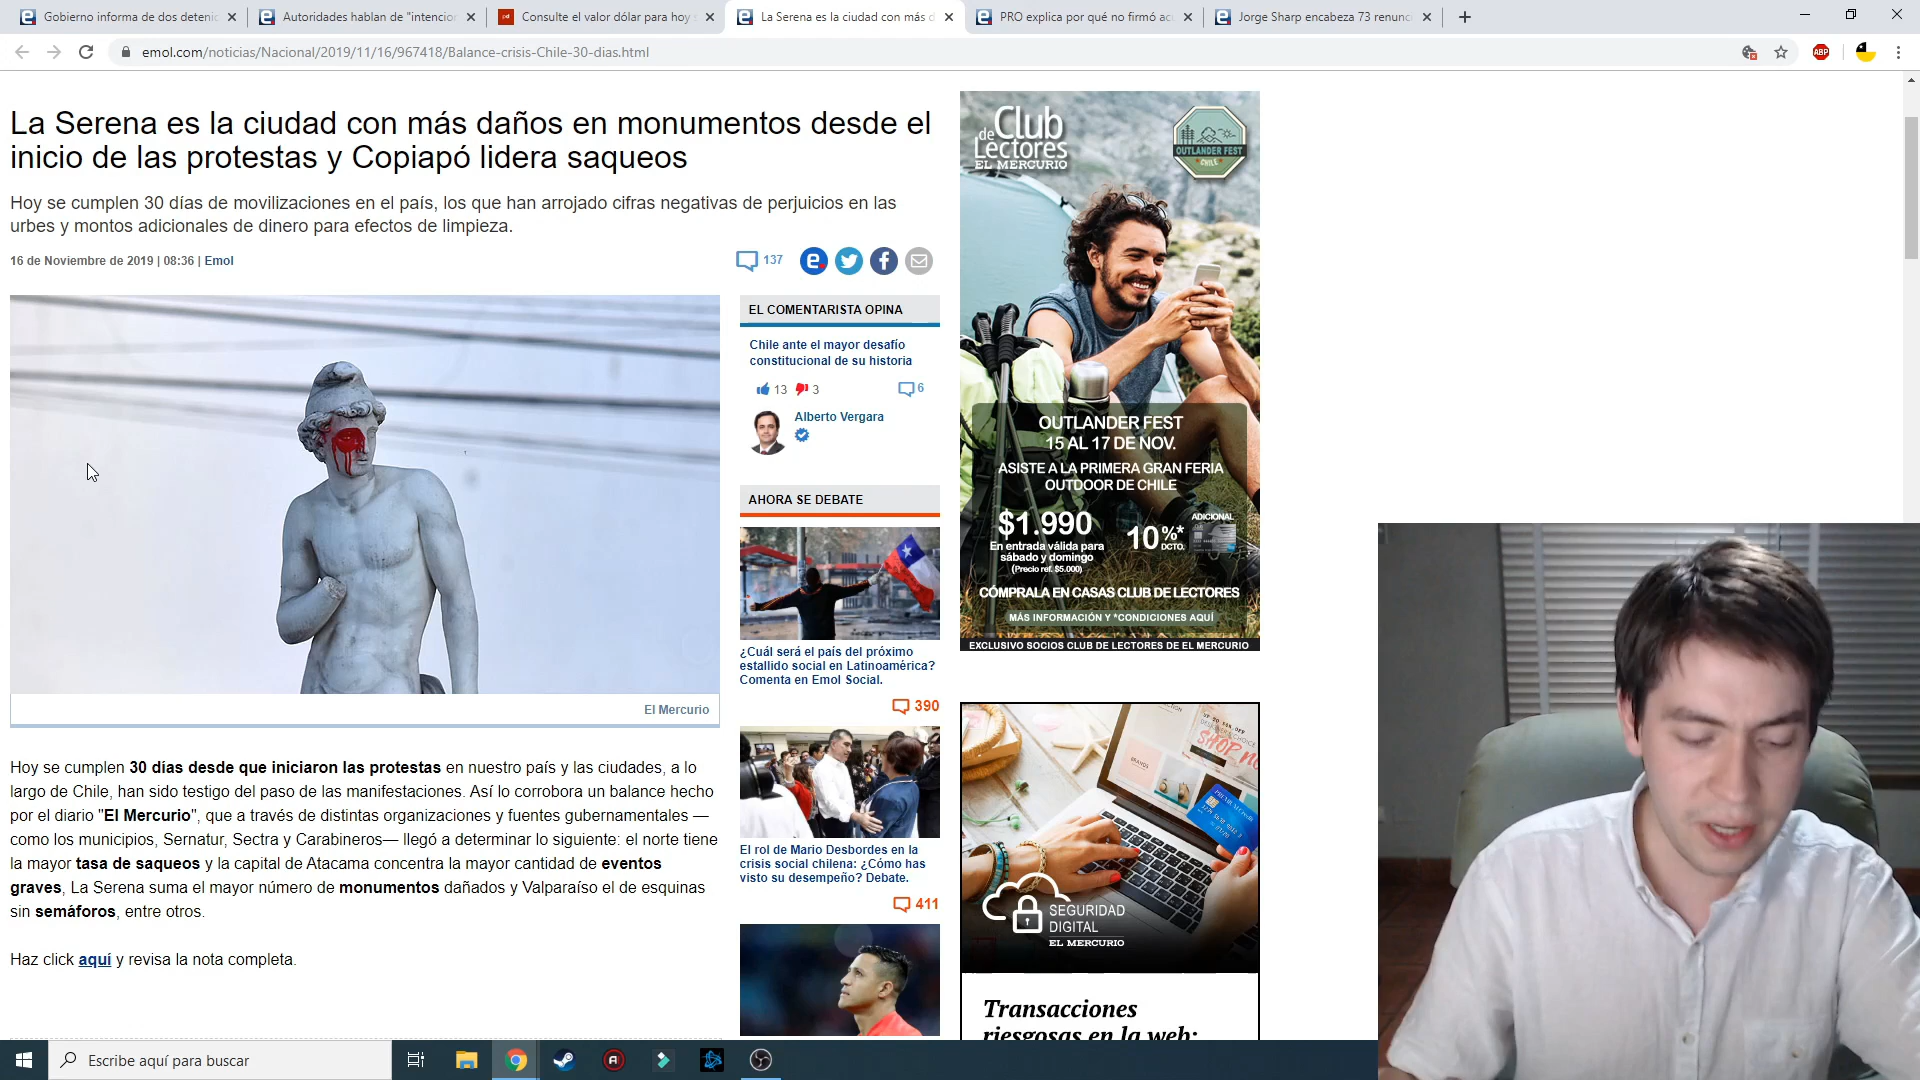 Gobierno informa de dos deteni
Autoridades hablan de "intencion
Consulte el valor dólar para hoy
La Serena es la ciudad con más d
PRO explica por qué no firmó ac
Jorge Sharp encabeza 73 renunc
emol.com/noticias/Nacional/2019/11/16/967418/Balance-crisis-Chile-30-dias.html
ABP
La Serena es la ciudad con más daños en monumentos desde el
inicio de las protestas y Copiapó lidera saqueos
Hoy se cumplen 30 días de movilizaciones en el país, los que han arrojado cifras negativas de perjuicios en las
urbes y montos adicionales de dinero para efectos de limpieza.
16 de Noviembre de 2019 | 08:36 | Emol
137
El Mercurio
Hoy se cumplen 30 días desde que iniciaron las protestas en nuestro país y las ciudades, a lo
largo de Chile, han sido testigo del paso de las manifestaciones. Así lo corrobora un balance hecho
por el diario "El Mercurio", que a través de distintas organizaciones y fuentes gubernamentales —
como los municipios, Sernatur, Sectra y Carabineros— llegó a determinar lo siguiente: el norte tiene
la mayor tasa de saqueos y la capital de Atacama concentra la mayor cantidad de eventos
graves, La Serena suma el mayor número de monumentos dañados y Valparaíso el de esquinas
sin semáforos, entre otros.
Haz click aquí y revisa la nota completa.
EL COMENTARISTA OPINA
Chile ante el mayor desafío
constitucional de su historia
13 3 6
Alberto Vergara
AHORA SE DEBATE
¿Cuál será el país del próximo
estallido social en Latinoamérica?
Comenta en Emol Social.
390
El rol de Mario Desbordes en la
crisis social chilena: ¿Cómo has
visto su desempeño? Debate.
411
Club
de
Lectores
EL MERCURIO
OUTLANDER FEST
CHILE
OUTLANDER FEST
15 AL 17 DE NOV.
ASISTE A LA PRIMERA GRAN FERIA
OUTDOOR DE CHILE
$1.990
En entrada válida para
sábado y domingo
(Precio ref. $5.000)
ADICIONAL
10%*
DCTO.
CÓMPRALA EN CASAS CLUB DE LECTORES
MÁS INFORMACIÓN Y *CONDICIONES AQUÍ
EXCLUSIVO SOCIOS CLUB DE LECTORES DE EL MERCURIO
SEGURIDAD
DIGITAL
EL MERCURIO
Transacciones
riesgosas en la web:
Escribe aquí para buscar